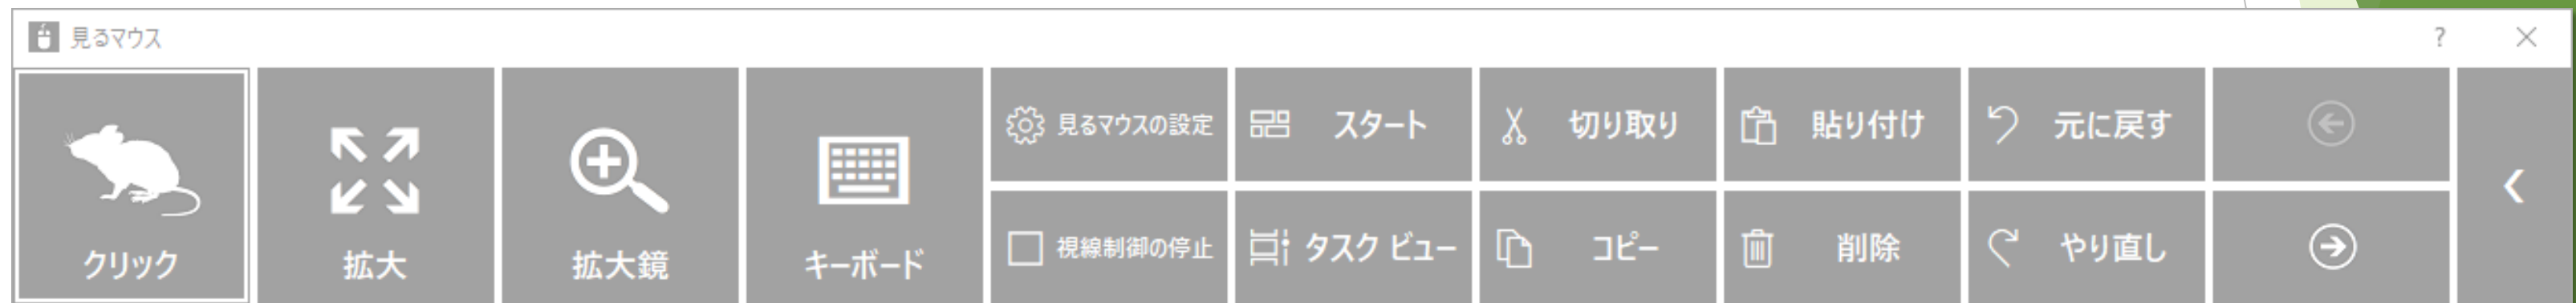 見るマウス
?
クリック
拡大
拡大鏡
キーボード
見るマウスの設定
スタート
切り取り
貼り付け
元に戻す
視線制御の停止
タスク ビュー
コピー
削除
やり直し